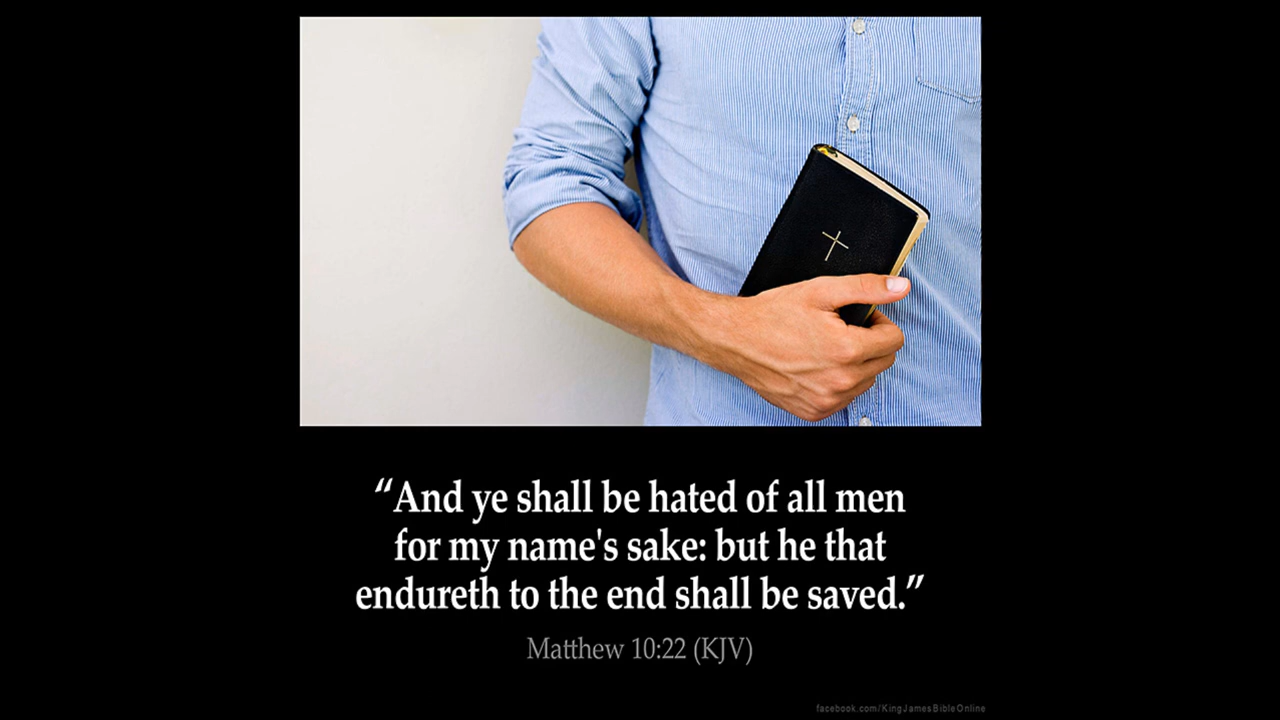 “And ye shall be hated of all men
for my name's sake: but he that
endureth to the end shall be saved.”
Matthew 10:22 (KJV)
facebook.com/KingJamesBibleOnline